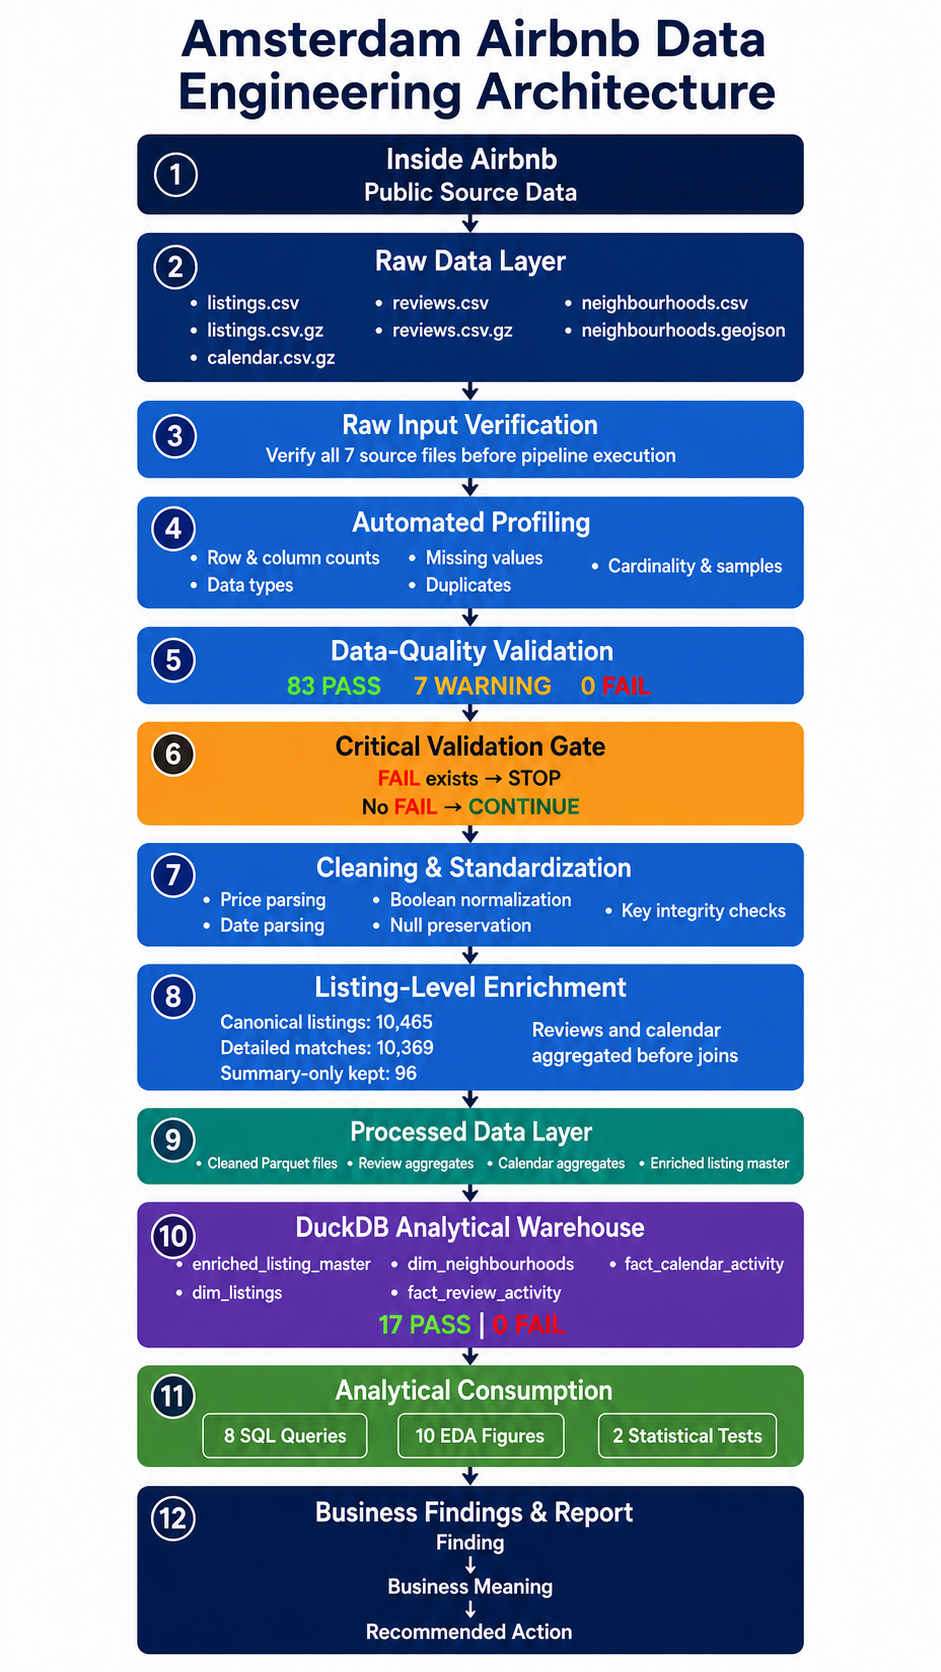 Amsterdam Airbnb Data
Engineering Architecture
1
Inside Airbnb
Public Source Data
2
Raw Data Layer
• listings.csv • reviews.csv • neighbourhoods.csv
• listings.csv.gz • reviews.csv.gz • neighbourhoods.geojson
• calendar.csv.gz
3
Raw Input Verification
Verify all 7 source files before pipeline execution
4
Automated Profiling
• Row & column counts • Missing values • Cardinality & samples
• Data types • Duplicates
5
Data-Quality Validation
83 PASS 7 WARNING 0 FAIL
6
Critical Validation Gate
FAIL exists → STOP
No FAIL → CONTINUE
7
Cleaning & Standardization
• Price parsing • Boolean normalization • Key integrity checks
• Date parsing • Null preservation
8
Listing-Level Enrichment
Canonical listings: 10,465
Detailed matches: 10,369
Summary-only kept: 96
Reviews and calendar
aggregated before joins
9
Processed Data Layer
• Cleaned Parquet files • Review aggregates • Calendar aggregates • Enriched listing master
10
DuckDB Analytical Warehouse
• enriched_listing_master • dim_neighbourhoods • fact_calendar_activity
• dim_listings • fact_review_activity
17 PASS | 0 FAIL
11
Analytical Consumption
8 SQL Queries 10 EDA Figures 2 Statistical Tests
12
Business Findings & Report
Finding
↓
Business Meaning
↓
Recommended Action